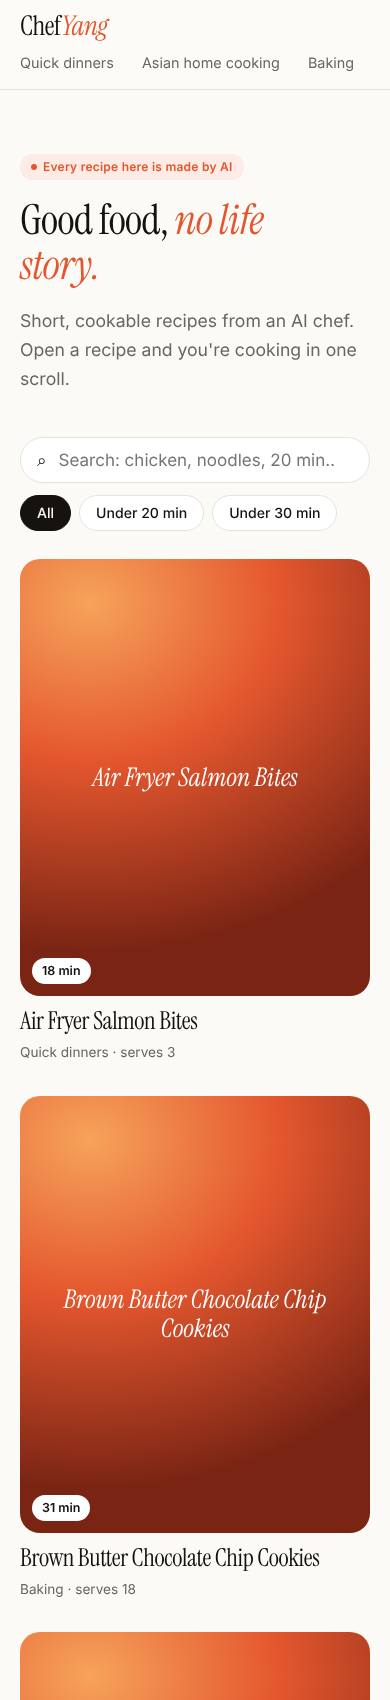 ChefYang
Quick dinners Asian home cooking Baking
Every recipe here is made by AI
Good food, no life
story.
Short, cookable recipes from an AI chef.
Open a recipe and you're cooking in one
scroll.
Search: chicken, noodles, 20 min..
All Under 20 min Under 30 min
Air Fryer Salmon Bites
18 min
Air Fryer Salmon Bites
Quick dinners · serves 3
Brown Butter Chocolate Chip
Cookies
31 min
Brown Butter Chocolate Chip Cookies
Baking · serves 18